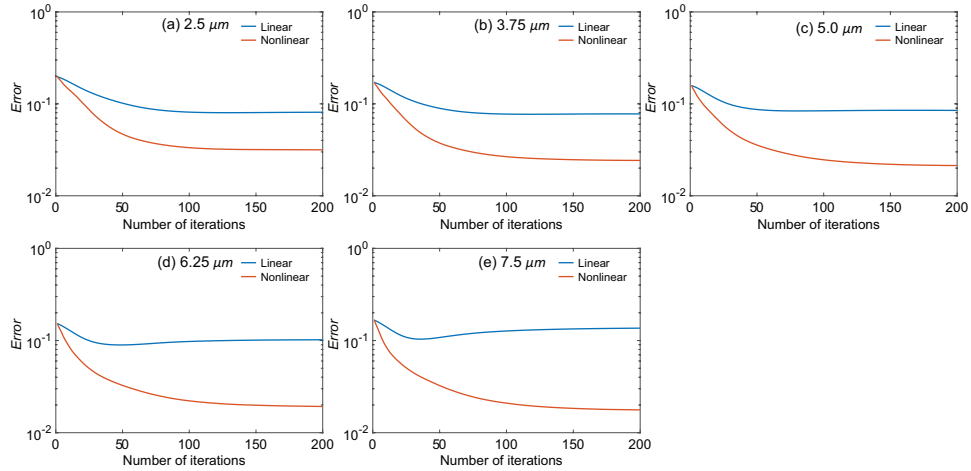 (a) 2.5 μm
Linear
Nonlinear
10^0
10^-1
10^-2
Error
0 50 100 150 200
Number of iterations
(b) 3.75 μm
Linear
Nonlinear
10^0
10^-1
10^-2
Error
0 50 100 150 200
Number of iterations
(c) 5.0 μm
Linear
Nonlinear
10^0
10^-1
10^-2
Error
0 50 100 150 200
Number of iterations
(d) 6.25 μm
Linear
Nonlinear
10^0
10^-1
10^-2
Error
0 50 100 150 200
Number of iterations
(e) 7.5 μm
Linear
Nonlinear
10^0
10^-1
10^-2
Error
0 50 100 150 200
Number of iterations